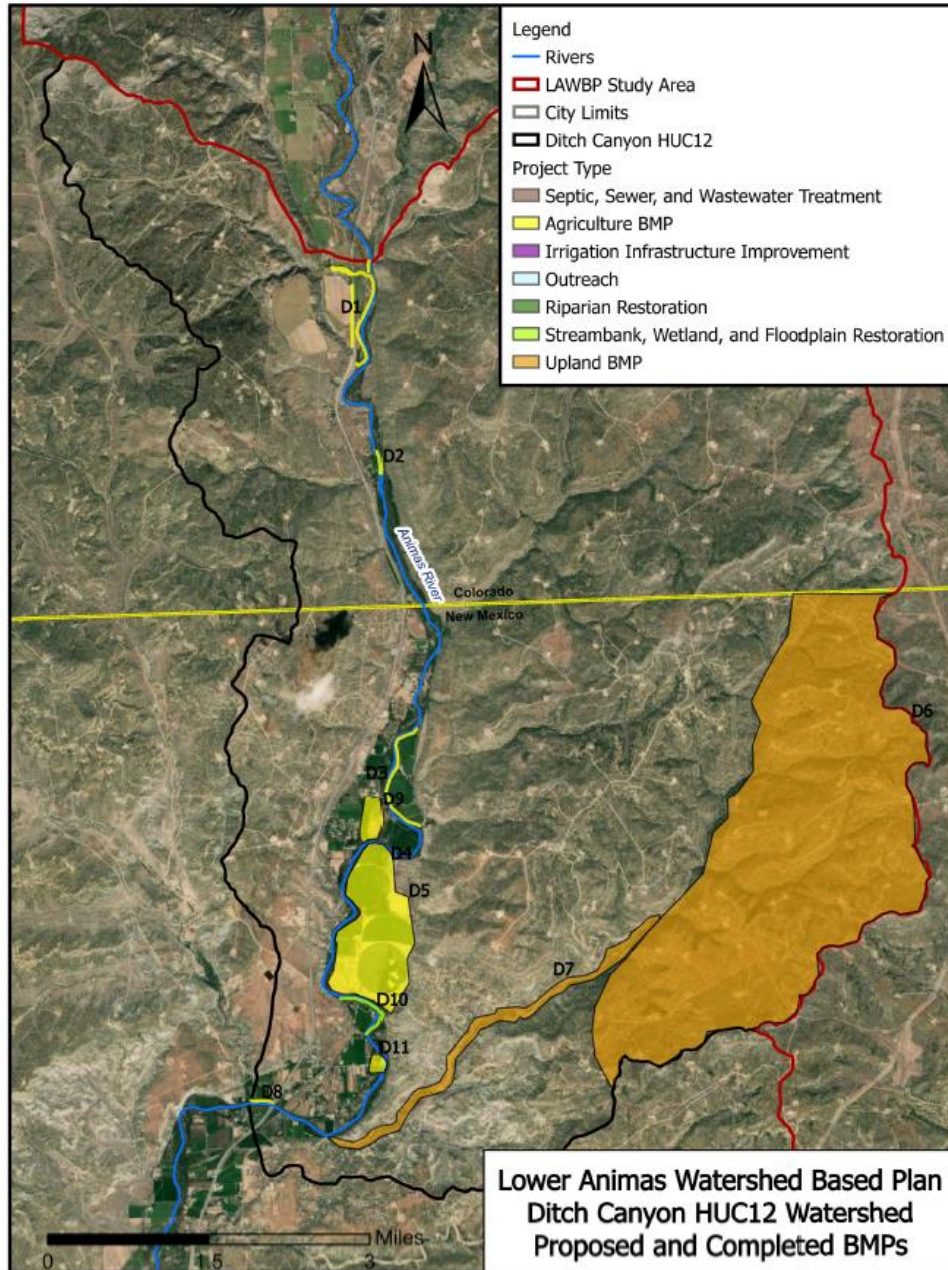 N
Legend
Rivers
LAWBP Study Area
City Limits
Ditch Canyon HUC12
Project Type
Septic, Sewer, and Wastewater Treatment
Agriculture BMP
Irrigation Infrastructure Improvement
Outreach
Riparian Restoration
Streambank, Wetland, and Floodplain Restoration
Upland BMP
D1
D2
Animas River
Colorado
New Mexico
D6
D3
D9
D4
D5
D7
D10
D11
D8
Lower Animas Watershed Based Plan
Ditch Canyon HUC12 Watershed
Proposed and Completed BMPs
Miles
0 1.5 3